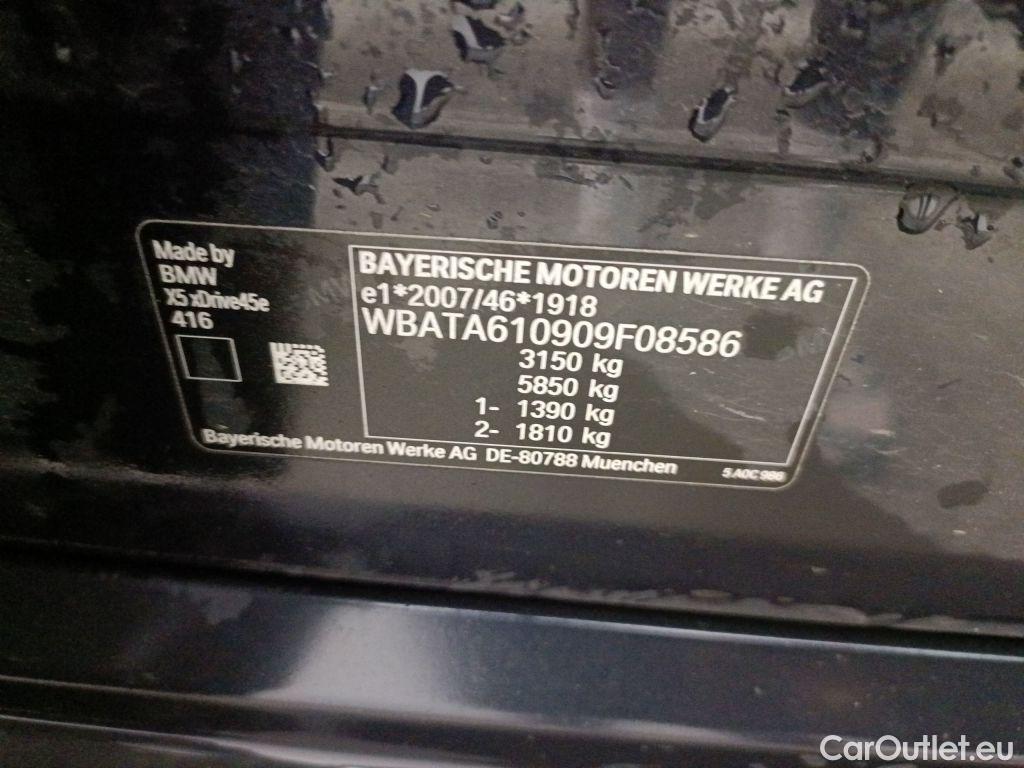 Made by
BMW
X5 xDrive45e
416
BAYERISCHE MOTOREN WERKE AG
e1*2007/46*1918
WBATA610909F08586
3150 kg
5850 kg
1- 1390 kg
2- 1810 kg
Bayerische Motoren Werke AG DE-80788 Muenchen
5 A0C 986
CarOutlet.eu